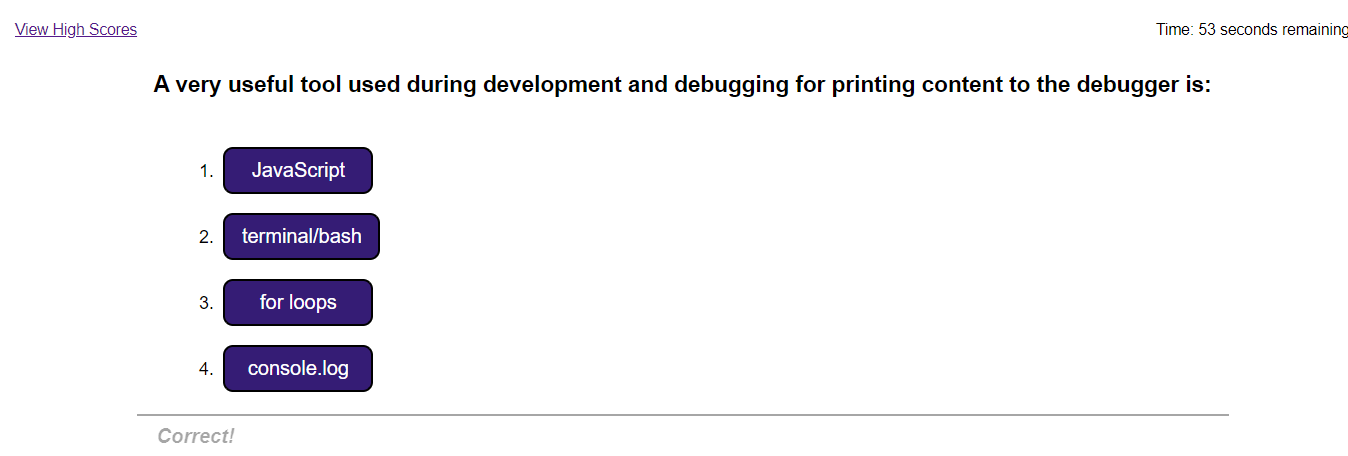 View High Scores
Time: 53 seconds remaining
A very useful tool used during development and debugging for printing content to the debugger is:
1. JavaScript
2. terminal/bash
3. for loops
4. console.log
Correct!